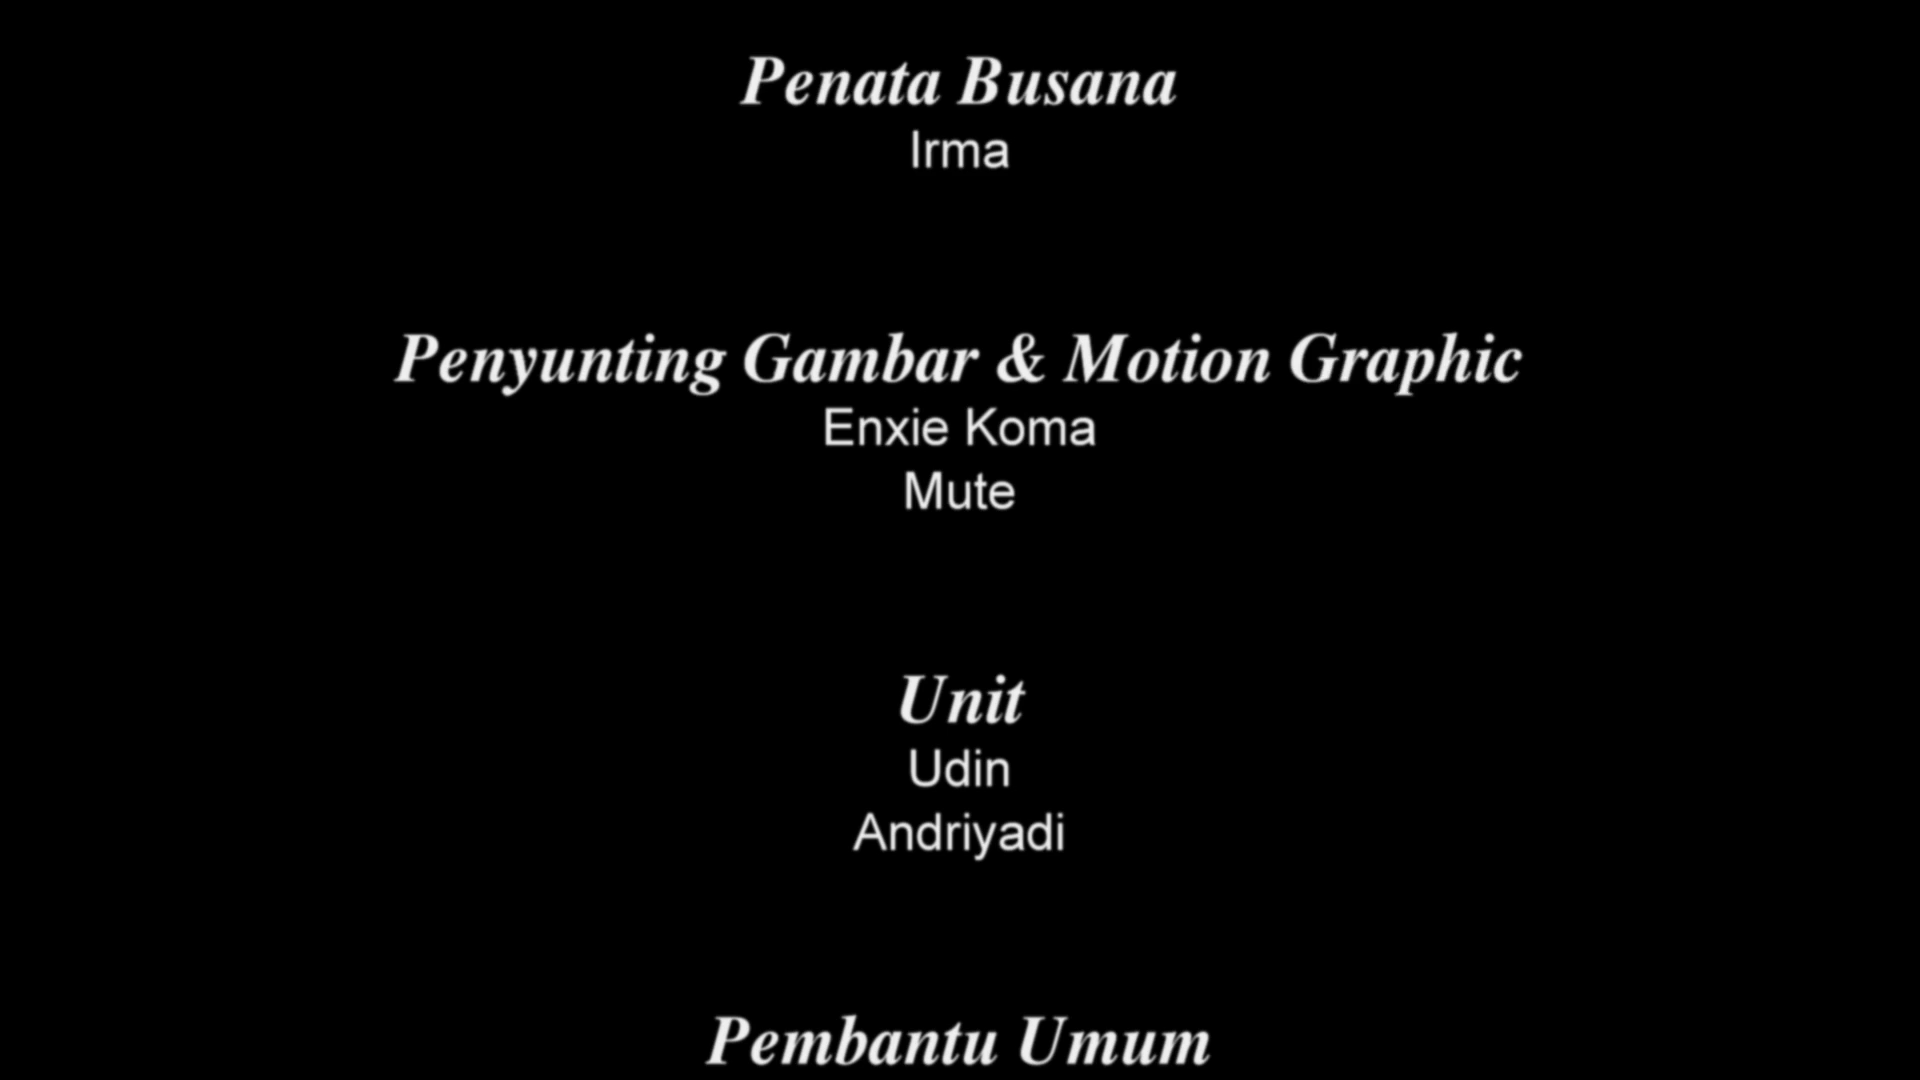 Penata Busana
Irma
Penyunting Gambar & Motion Graphic
Enxie Koma
Mute
Unit
Udin
Andriyadi
Pembantu Umum